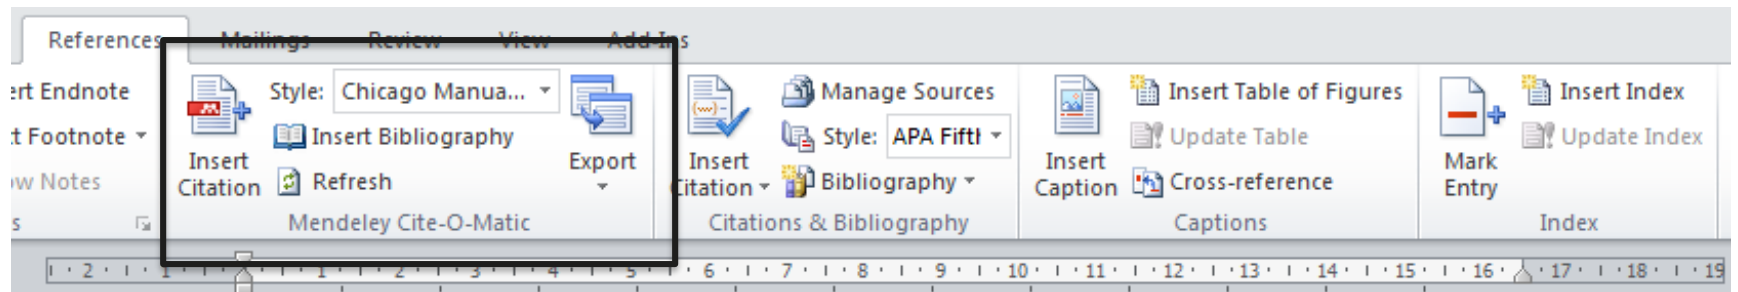 References Mailings Review View Add-Ins
ert Endnote Style: Chicago Manua... Manage Sources Insert Table of Figures Insert Index
t Footnote Insert Bibliography Style: APA Fifth Update Table Update Index
Insert Citation Export Insert Citation Insert Caption Mark Entry
ow Notes Refresh Bibliography Cross-reference
s Mendeley Cite-O-Matic Citations & Bibliography Captions Index
2 1 1 2 3 4 5 6 7 8 9 10 11 12 13 14 15 16 17 18 19